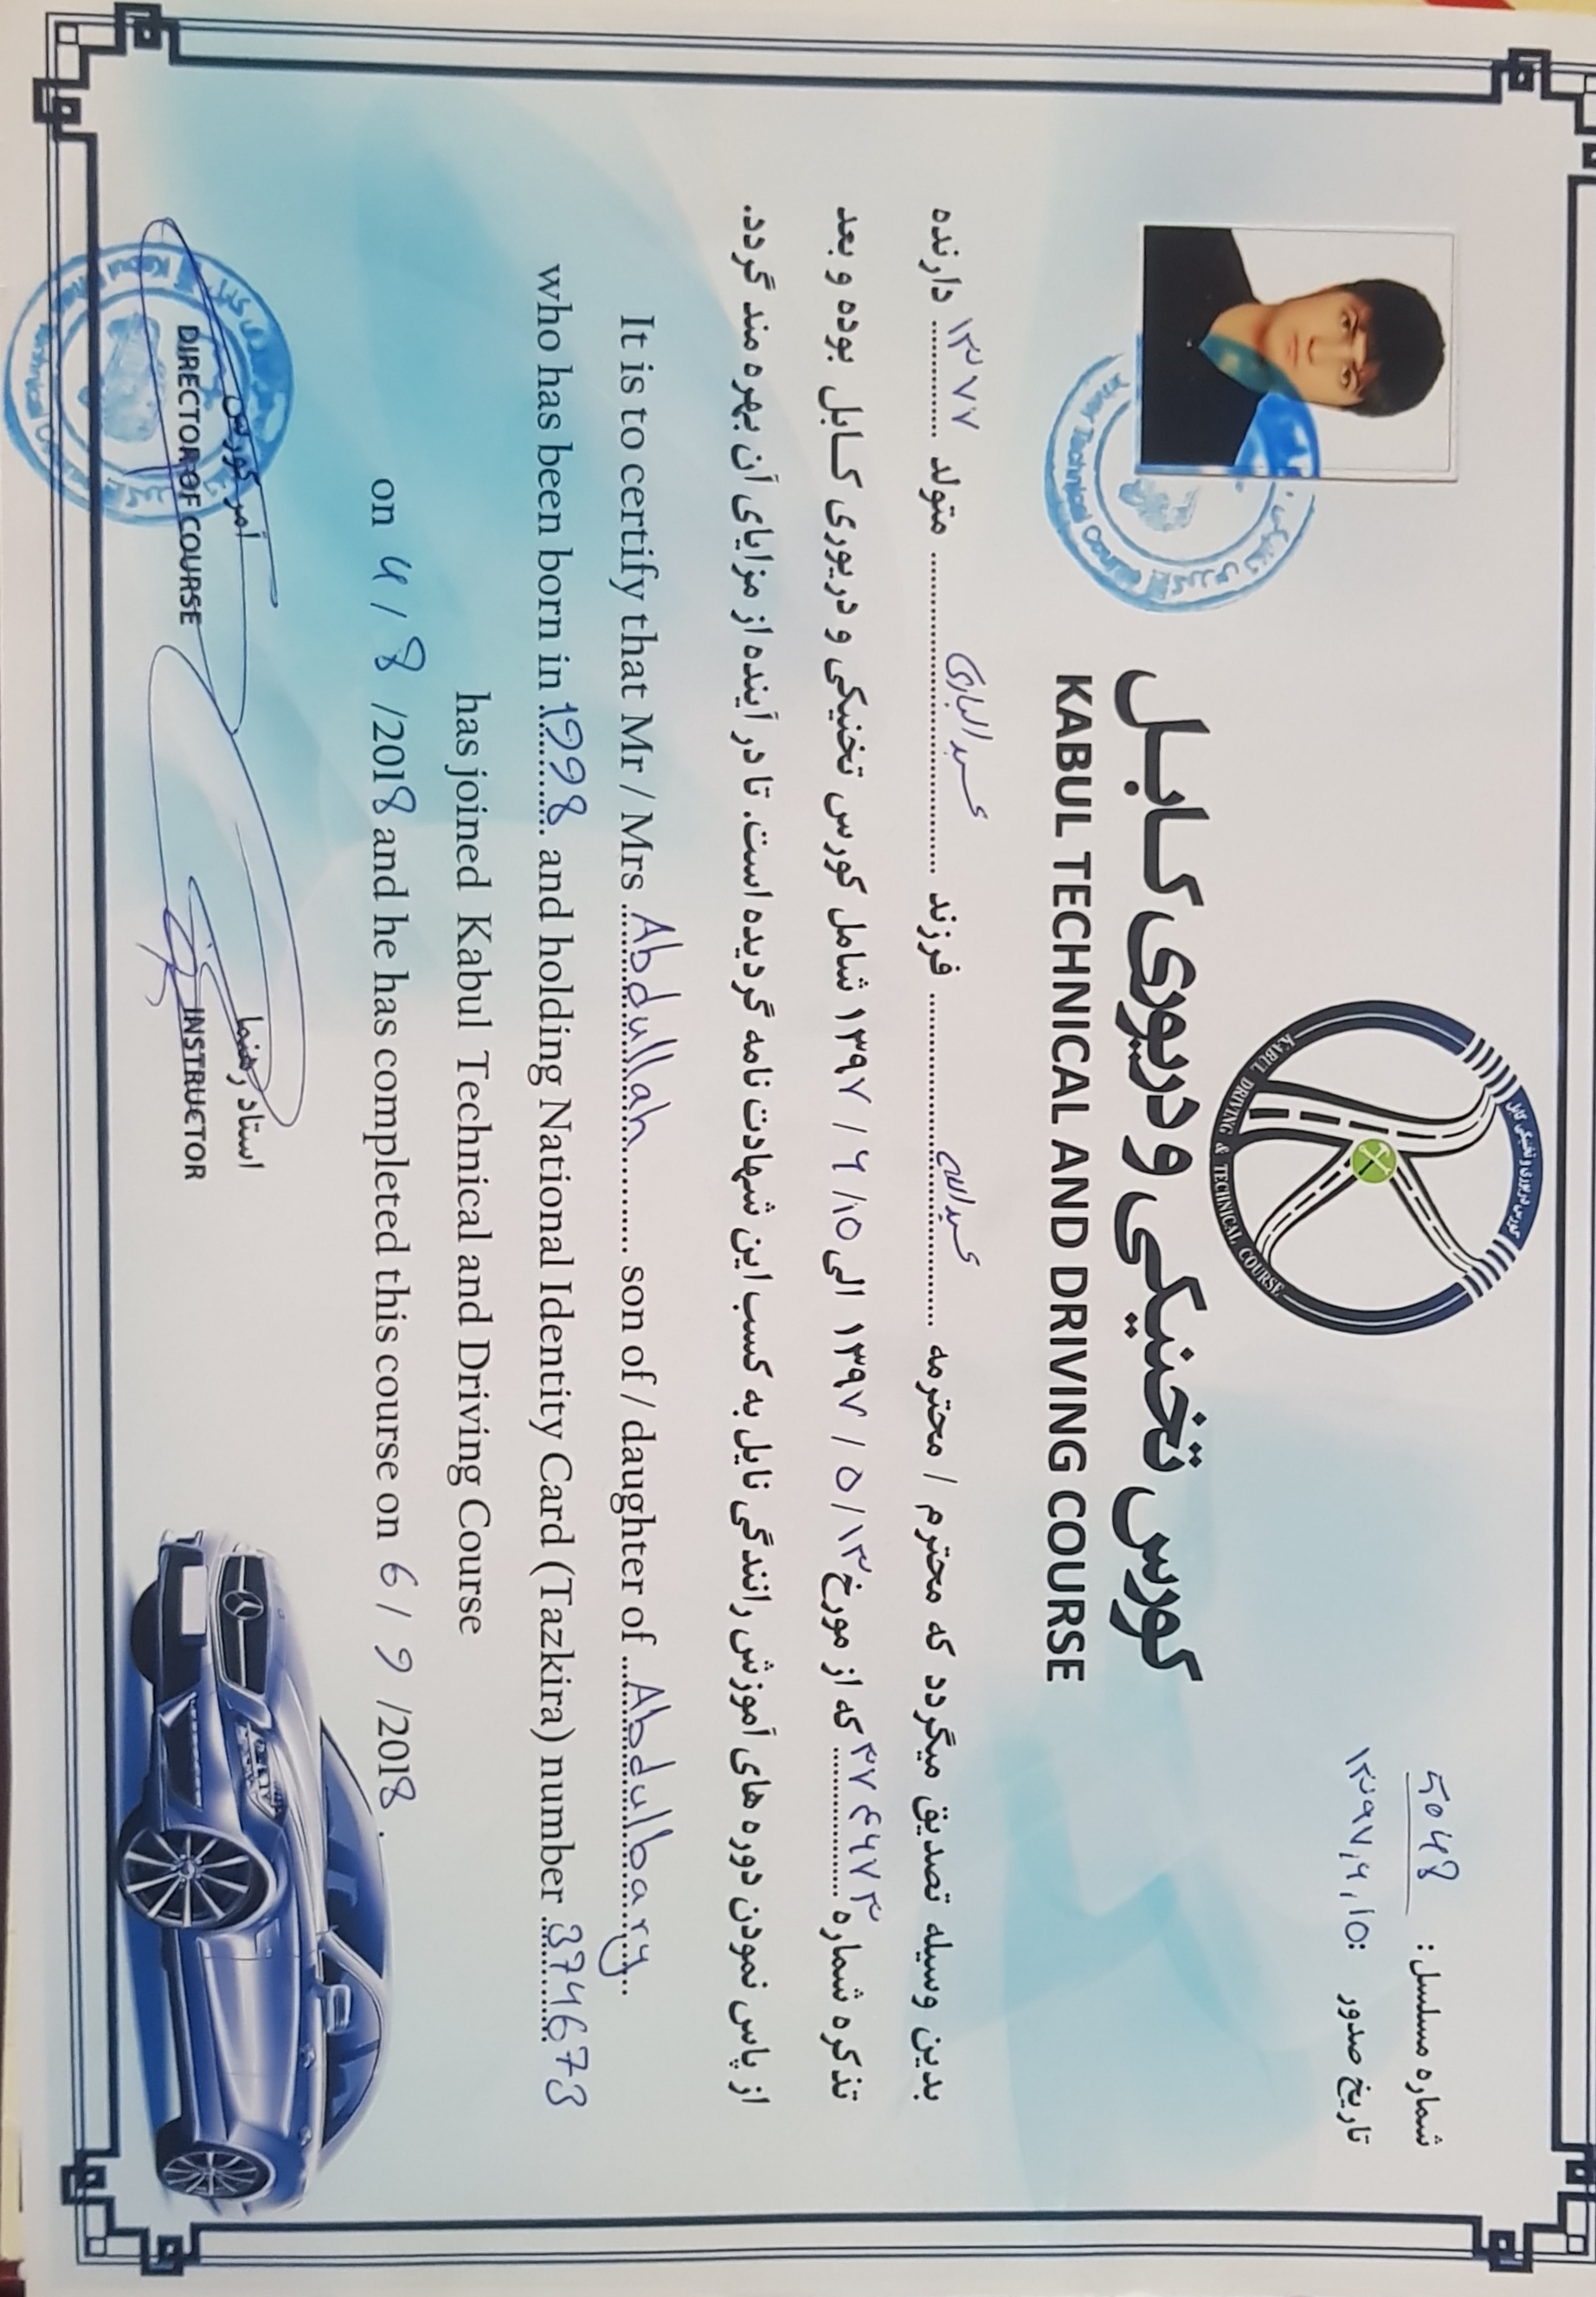 شماره مسلسل : ۵۰۴۸
تاریخ صدور : ۱۳۹۷,۶,۱۵
کورس دریوری و تخنیکی کابل
KABUL DRIVING & TECHNICAL COURSE
کورس تخنیکی و دریوری کابل
KABUL TECHNICAL AND DRIVING COURSE
بدین وسیله تصدیق میگردد که محترم / محترمه عبدالله فرزند عبدالباری متولد ۱۳۷۷ دارنده
تذکره شماره ۳۷۴۶۷۳ که از مورخ ۱۳ / ۵ / ۱۳۹۷ الی ۱۵ / ۶ / ۱۳۹۷ شامل کورس تخنیکی و دریوری کابل بوده و بعد
از پاس نمودن دوره های آموزش رانندگی نایل به کسب این شهادت نامه گردیده است. تا در آینده از مزایای آن بهره مند گردد.
It is to certify that Mr / Mrs Abdullah son of / daughter of Abdulbary
who has been born in 1998 and holding National Identity Card (Tazkira) number 374673
has joined Kabul Technical and Driving Course
on 4 / 8 /2018 and he has completed this course on 6 / 9 /2018 .
آمر کورس استاد رهنما
DIRECTOR OF COURSE INSTRUCTOR